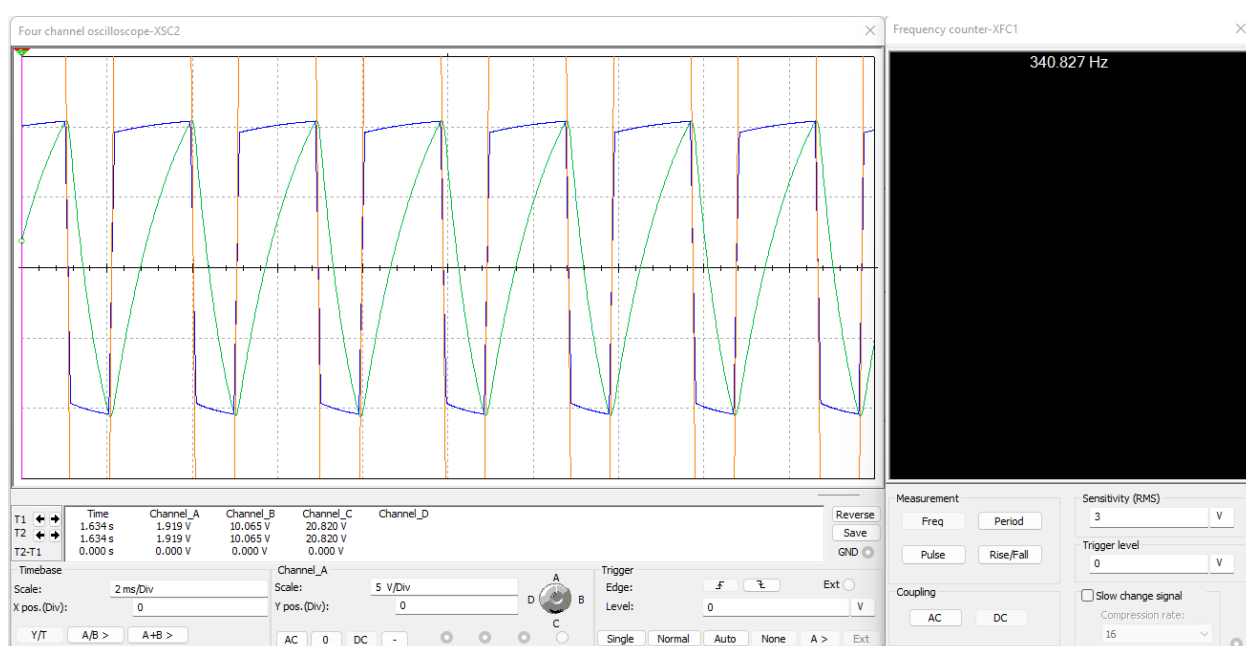 Four channel oscilloscope-XSC2
Frequency counter-XFC1
340.827 Hz
Time Channel_A Channel_B Channel_C Channel_D
T1 1.634 s 1.919 V 10.065 V 20.820 V
T2 1.634 s 1.919 V 10.065 V 20.820 V
T2-T1 0.000 s 0.000 V 0.000 V 0.000 V
Reverse
Save
GND
Timebase
Scale: 2 ms/Div
X pos.(Div): 0
Y/T A/B > A+B >
Channel_A
Scale: 5 V/Div
Y pos.(Div): 0
AC 0 DC -
A
D B
C
Trigger
Edge: Ext
Level: 0 V
Single Normal Auto None A > Ext
Measurement
Freq Period
Pulse Rise/Fall
Coupling
AC DC
Sensitivity (RMS)
3 V
Trigger level
0 V
Slow change signal
Compression rate:
16